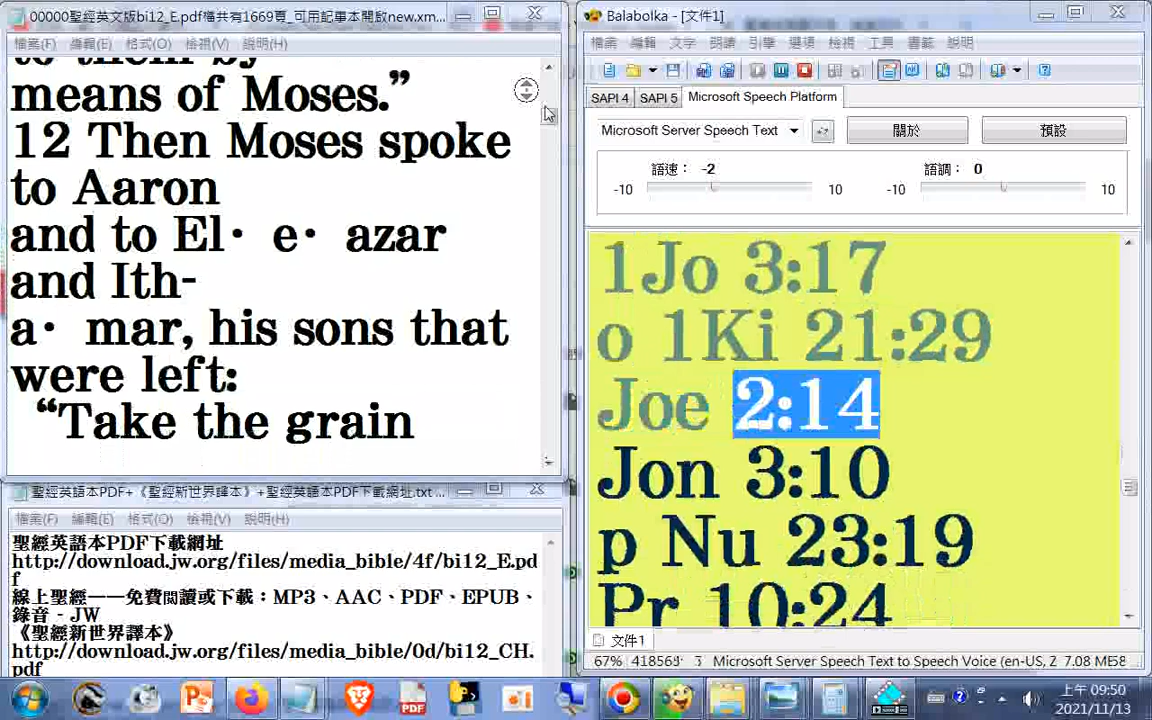 00000聖經英文版bi12_E.pdf檔共有1669頁_可用記事本開啟new.xm...
檔案(F) 編輯(E) 格式(O) 檢視(V) 說明(H)
to them by
means of Moses.”
12 Then Moses spoke
to Aaron
and to El· e· azar
and Ith-
a· mar, his sons that
were left:
“Take the grain
聖經英語本PDF+《聖經新世界譯本》+聖經英語本PDF下載網址.txt ...
檔案(F) 編輯(E) 格式(O) 檢視(V) 說明(H)
聖經英語本PDF下載網址
http://download.jw.org/files/media_bible/4f/bi12_E.pd
f
線上聖經——免費閱讀或下載：MP3、AAC、PDF、EPUB、
錄音 - JW
《聖經新世界譯本》
http://download.jw.org/files/media_bible/0d/bi12_CH.
pdf
Balabolka - [文件1]
檔案 編輯 文字 朗讀 引擎 選項 檢視 工具 書籤 說明
SAPI 4 SAPI 5 Microsoft Speech Platform
Microsoft Server Speech Text 關於 預設
語速： -2 語調： 0
-10 10 -10 10
1Jo 3:17
o 1Ki 21:29
Joe 2:14
Jon 3:10
p Nu 23:19
Pr 10:24
文件1
67% Microsoft Server Speech Text to Speech Voice (en-US, 2 7.08 MB
上午 09:50
2021/11/13